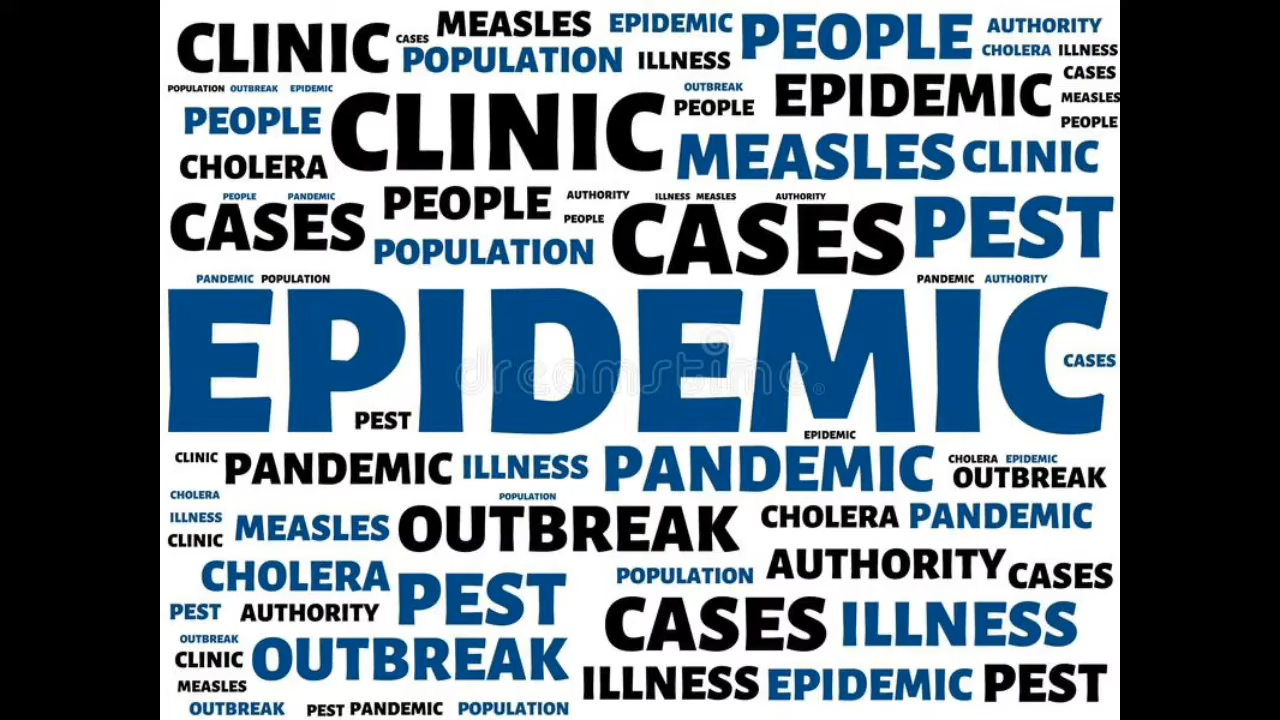 CLINIC CASES MEASLES EPIDEMIC PEOPLE AUTHORITY
POPULATION ILLNESS CHOLERA ILLNESS
CASES
POPULATION OUTBREAK EPIDEMIC OUTBREAK EPIDEMIC MEASLES
PEOPLE CLINIC PEOPLE PEOPLE
CHOLERA MEASLES CLINIC
PEOPLE PANDEMIC PEOPLE AUTHORITY ILLNESS MEASLES AUTHORITY
CASES PEOPLE CASES PEST
POPULATION
PANDEMIC POPULATION PANDEMIC AUTHORITY
EPIDEMIC CASES
dreamstime
PEST
EPIDEMIC
CLINIC PANDEMIC ILLNESS PANDEMIC CHOLERA EPIDEMIC
OUTBREAK
CHOLERA POPULATION
ILLNESS MEASLES OUTBREAK CHOLERA PANDEMIC
CLINIC
CHOLERA PEST POPULATION AUTHORITY CASES
PEST AUTHORITY CASES ILLNESS
OUTBREAK
CLINIC OUTBREAK
MEASLES ILLNESS EPIDEMIC PEST
OUTBREAK PEST PANDEMIC POPULATION